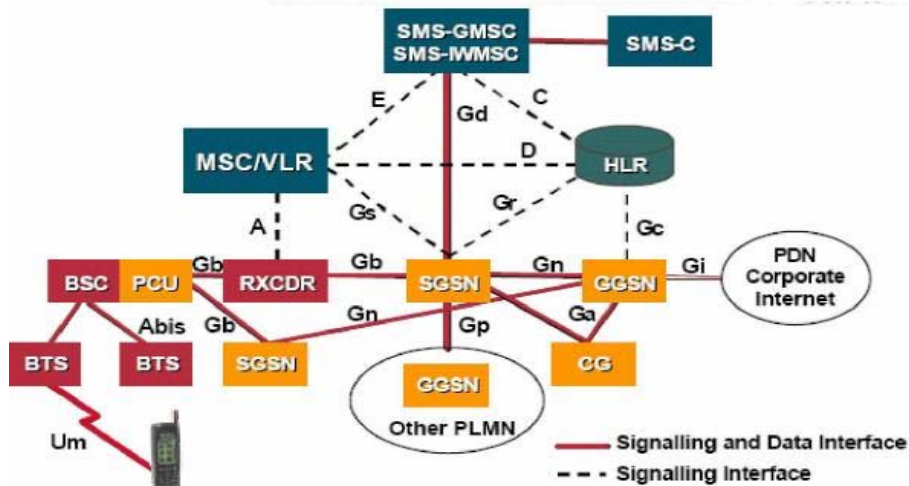 SMS-GMSC
SMS-IWMSC
SMS-C
E
C
Gd
MSC/VLR
D
HLR
A
Gs
Gr
Gc
Gb
Gb
Gn
Gi
BSC
PCU
RXCDR
SGSN
GGSN
PDN
Corporate
Internet
Abis
Gb
Gn
Gp
Ga
BTS
BTS
SGSN
GGSN
CG
Other PLMN
Um
Signalling and Data Interface
Signalling Interface